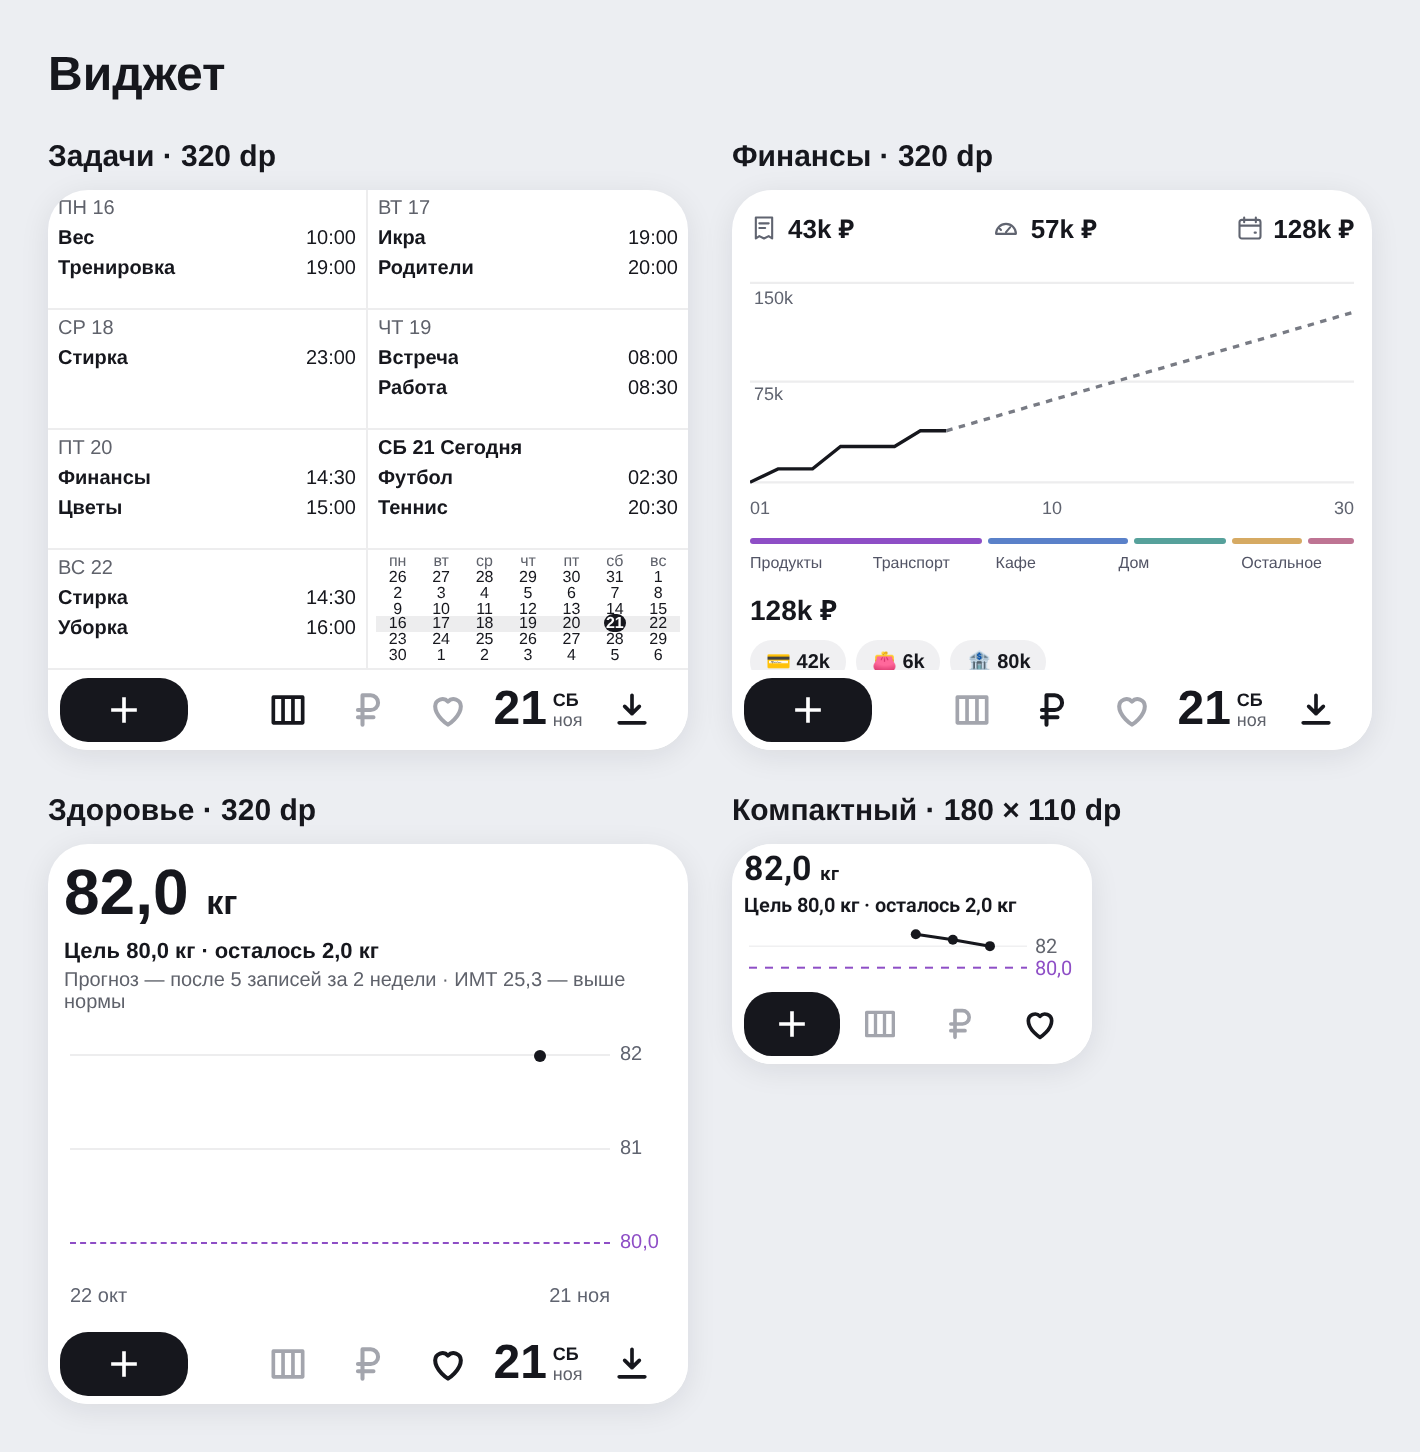 Виджет
Задачи · 320 dp
ПН 16
Вес 10:00
Тренировка 19:00
ВТ 17
Икра 19:00
Родители 20:00
СР 18
Стирка 23:00
ЧТ 19
Встреча 08:00
Работа 08:30
ПТ 20
Финансы 14:30
Цветы 15:00
СБ 21 Сегодня
Футбол 02:30
Теннис 20:30
ВС 22
Стирка 14:30
Уборка 16:00
пн вт ср чт пт сб вс
26 27 28 29 30 31 1
2 3 4 5 6 7 8
9 10 11 12 13 14 15
16 17 18 19 20 21 22
23 24 25 26 27 28 29
30 1 2 3 4 5 6
21 СБ
ноя
Финансы · 320 dp
43k ₽ 57k ₽ 128k ₽
150k
75k
01 10 30
Продукты Транспорт Кафе Дом Остальное
128k ₽
42k 6k 80k
₽
21 СБ
ноя
Здоровье · 320 dp
82,0 кг
Цель 80,0 кг · осталось 2,0 кг
Прогноз — после 5 записей за 2 недели · ИМТ 25,3 — выше
нормы
82
81
80,0
22 окт 21 ноя
21 СБ
ноя
Компактный · 180 × 110 dp
82,0 кг
Цель 80,0 кг · осталось 2,0 кг
82
80,0